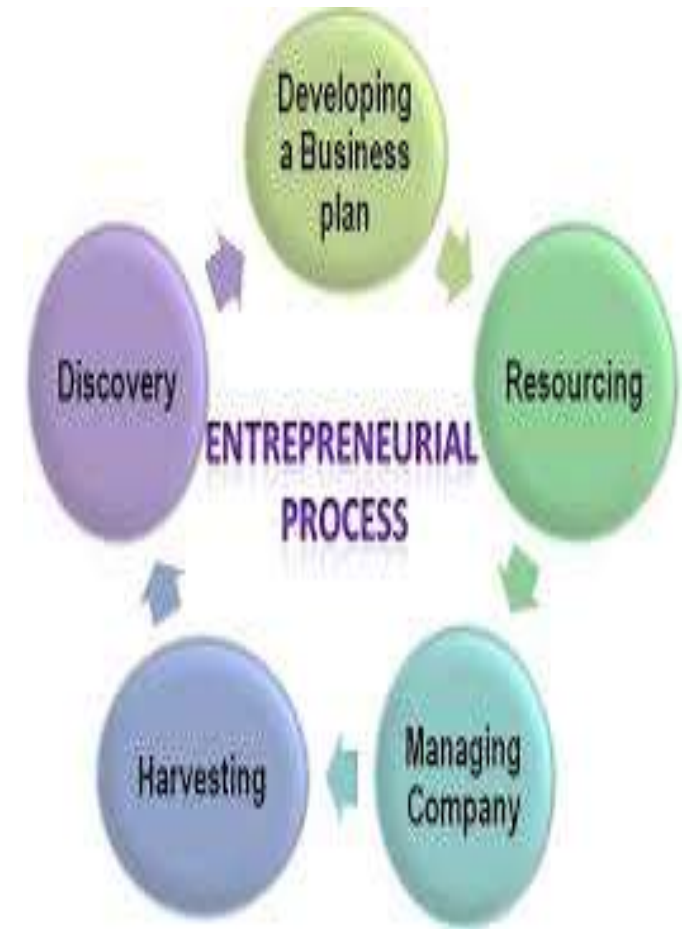 Developing
a Business
plan
Discovery
Resourcing
ENTREPRENEURIAL
PROCESS
Harvesting
Managing
Company